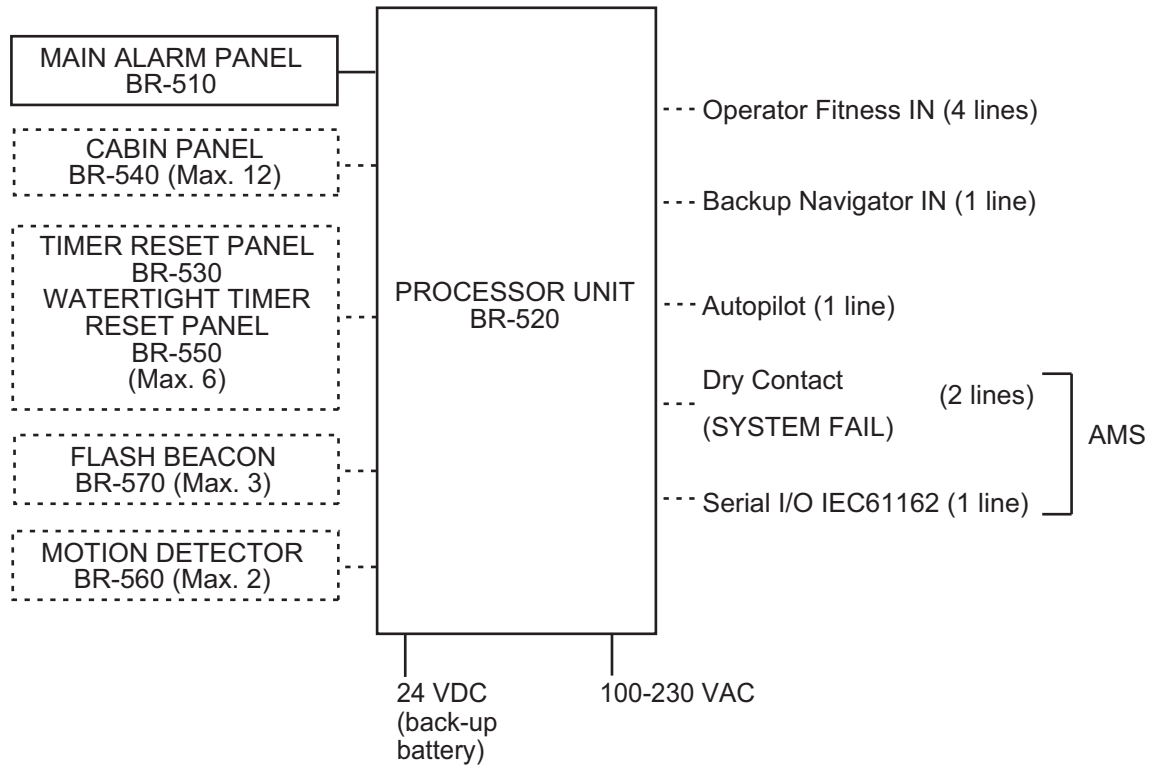 MAIN ALARM PANEL
BR-510
CABIN PANEL
BR-540 (Max. 12)
TIMER RESET PANEL
BR-530
WATERTIGHT TIMER
RESET PANEL
BR-550
(Max. 6)
FLASH BEACON
BR-570 (Max. 3)
MOTION DETECTOR
BR-560 (Max. 2)
PROCESSOR UNIT
BR-520
Operator Fitness IN (4 lines)
Backup Navigator IN (1 line)
Autopilot (1 line)
Dry Contact
(SYSTEM FAIL)
(2 lines)
Serial I/O IEC61162 (1 line)
AMS
24 VDC
(back-up
battery)
100-230 VAC